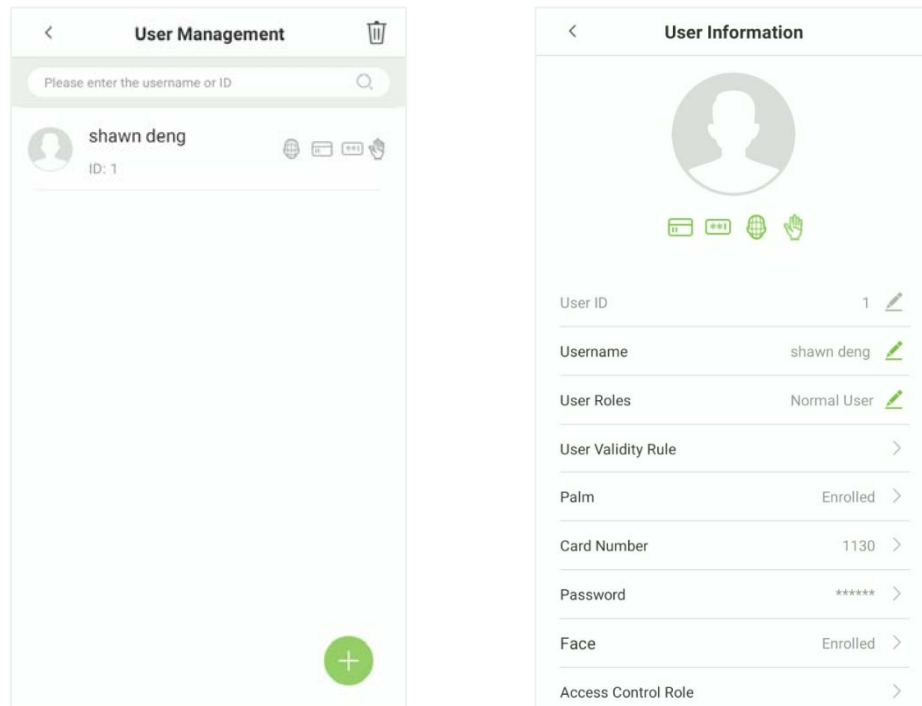 User Management
Please enter the username or ID
shawn deng
ID: 1
User Information
User ID 1
Username shawn deng
User Roles Normal User
User Validity Rule
Palm Enrolled
Card Number 1130
Password ******
Face Enrolled
Access Control Role